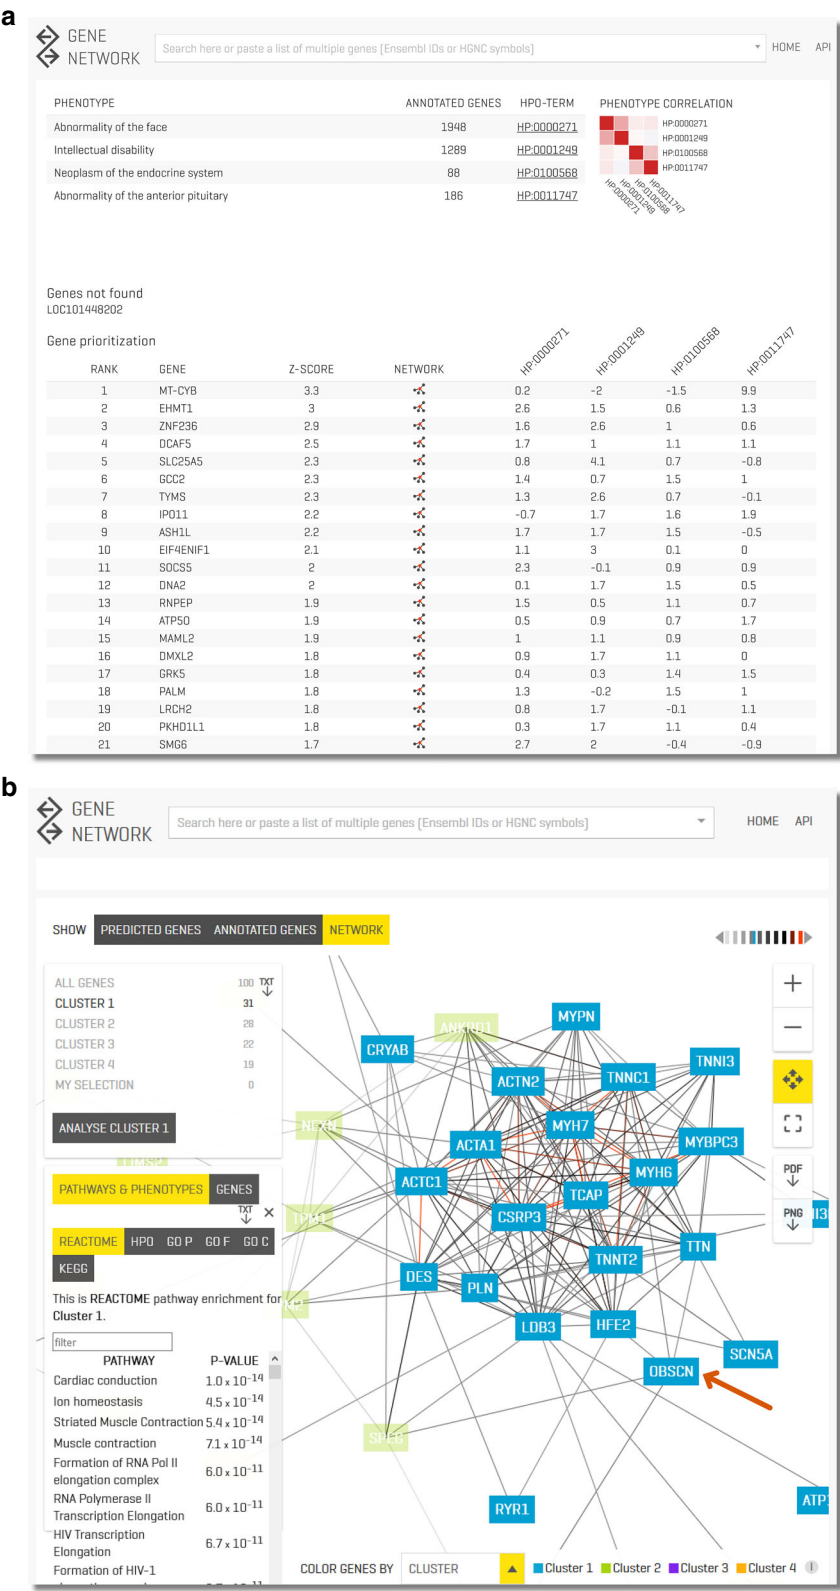 a
GENE
NETWORK
Search here or paste a list of multiple genes (Ensembl IDs or HGNC symbols)
HOME API
PHENOTYPE ANNOTATED GENES HPO-TERM PHENOTYPE CORRELATION
Abnormality of the face 1948 HP:0000271
Intellectual disability 1289 HP:0001249
Neoplasm of the endocrine system 88 HP:0100568
Abnormality of the anterior pituitary 186 HP:0011747
HP:0000271
HP:0001249
HP:0100568
HP:0011747
HP:0000271 HP:0001249 HP:0100568 HP:0011747
Genes not found
LOC101448202
Gene prioritization
RANK GENE Z-SCORE NETWORK HP:0000271 HP:0001249 HP:0100568 HP:0011747
1 MT-CYB 3.3 0.2 -2 -1.5 9.9
2 EHMT1 3 2.6 1.5 0.6 1.3
3 ZNF236 2.9 1.6 2.6 1 0.6
4 DCAF5 2.5 1.7 1 1.1 1.1
5 SLC25A5 2.3 0.8 4.1 0.7 -0.8
6 GCC2 2.3 1.4 0.7 1.5 1
7 TYMS 2.3 1.3 2.6 0.7 -0.1
8 IPO11 2.2 -0.7 1.7 1.6 1.9
9 ASH1L 2.2 1.7 1.7 1.5 -0.5
10 EIF4ENIF1 2.1 1.1 3 0.1 0
11 SOCS5 2 2.3 -0.1 0.9 0.9
12 DNA2 2 0.1 1.7 1.5 0.5
13 RNPEP 1.9 1.5 0.5 1.1 0.7
14 ATP5O 1.9 0.5 0.9 0.7 1.7
15 MAML2 1.9 1 1.1 0.9 0.8
16 DMXL2 1.8 0.9 1.7 1.1 0
17 GRK5 1.8 0.4 0.3 1.4 1.5
18 PALM 1.8 1.3 -0.2 1.5 1
19 LRCH2 1.8 0.8 1.7 -0.1 1.1
20 PKHD1L1 1.8 0.3 1.7 1.1 0.4
21 SMG6 1.7 2.7 2 -0.4 -0.9
b
GENE
NETWORK
Search here or paste a list of multiple genes (Ensembl IDs or HGNC symbols)
HOME API
SHOW PREDICTED GENES ANNOTATED GENES NETWORK
ALL GENES 100 TXT
CLUSTER 1 31
CLUSTER 2 28
CLUSTER 3 22
CLUSTER 4 19
MY SELECTION 0
ANALYSE CLUSTER 1
LIMS2
PATHWAYS & PHENOTYPES GENES
TXT
REACTOME HPO GO P GO F GO C
KEGG
This is REACTOME pathway enrichment for
Cluster 1.
filter
PATHWAY P-VALUE
Cardiac conduction 1.0 x 10-14
Ion homeostasis 4.5 x 10-14
Striated Muscle Contraction 5.4 x 10-14
Muscle contraction 7.1 x 10-14
Formation of RNA Pol II
elongation complex 6.0 x 10-11
RNA Polymerase II
Transcription Elongation 6.0 x 10-11
HIV Transcription
Elongation 6.7 x 10-11
Formation of HIV-1
MYPN
ANKRD1
CRYAB
TNNI3
ACTN2
TNNC1
NEXN
MYH7
ACTA1
MYBPC3
MYH6
ACTC1
TCAP
TPM1
CSRP3
TTN
TNNT2
DES
PLN
HFE2
LDB3
SCN5A
OBSCN
SPEG
RYR1
PDF
PNG
COLOR GENES BY CLUSTER Cluster 1 Cluster 2 Cluster 3 Cluster 4